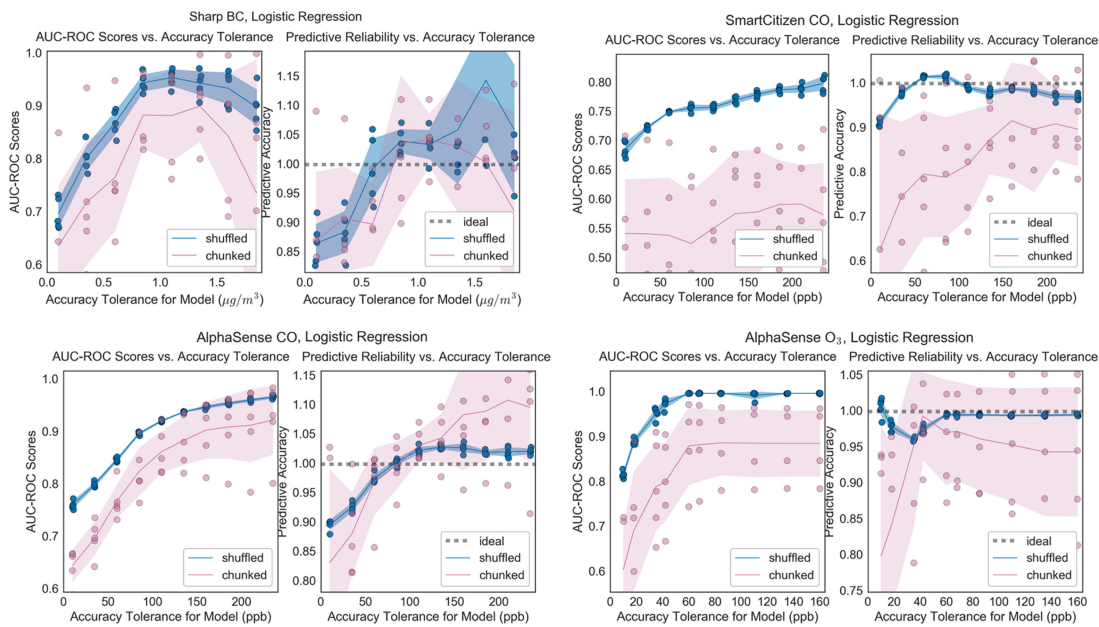 Sharp BC, Logistic Regression
AUC-ROC Scores vs. Accuracy Tolerance
Predictive Reliability vs. Accuracy Tolerance
AUC-ROC Scores
1.0
0.9
0.8
0.7
0.6
shuffled
chunked
0.0 0.5 1.0 1.5
Accuracy Tolerance for Model (μg/m³)
Predictive Accuracy
1.15
1.10
1.05
1.00
0.95
0.90
0.85
ideal
shuffled
chunked
0.0 0.5 1.0 1.5
Accuracy Tolerance for Model (μg/m³)
SmartCitizen CO, Logistic Regression
AUC-ROC Scores vs. Accuracy Tolerance
Predictive Reliability vs. Accuracy Tolerance
AUC-ROC Scores
0.80
0.75
0.70
0.65
0.60
0.55
0.50
shuffled
chunked
0 50 100 150 200
Accuracy Tolerance for Model (ppb)
Predictive Accuracy
1.0
0.9
0.8
0.7
0.6
ideal
shuffled
chunked
0 50 100 150 200
Accuracy Tolerance for Model (ppb)
AlphaSense CO, Logistic Regression
AUC-ROC Scores vs. Accuracy Tolerance
Predictive Reliability vs. Accuracy Tolerance
AUC-ROC Scores
1.0
0.9
0.8
0.7
0.6
shuffled
chunked
0 50 100 150 200
Accuracy Tolerance for Model (ppb)
Predictive Accuracy
1.15
1.10
1.05
1.00
0.95
0.90
0.85
0.80
ideal
shuffled
chunked
0 50 100 150 200
Accuracy Tolerance for Model (ppb)
AlphaSense O₃, Logistic Regression
AUC-ROC Scores vs. Accuracy Tolerance
Predictive Reliability vs. Accuracy Tolerance
AUC-ROC Scores
1.0
0.9
0.8
0.7
0.6
shuffled
chunked
0 20 40 60 80 100 120 140 160
Accuracy Tolerance for Model (ppb)
Predictive Accuracy
1.05
1.00
0.95
0.90
0.85
0.80
0.75
ideal
shuffled
chunked
0 20 40 60 80 100 120 140 160
Accuracy Tolerance for Model (ppb)